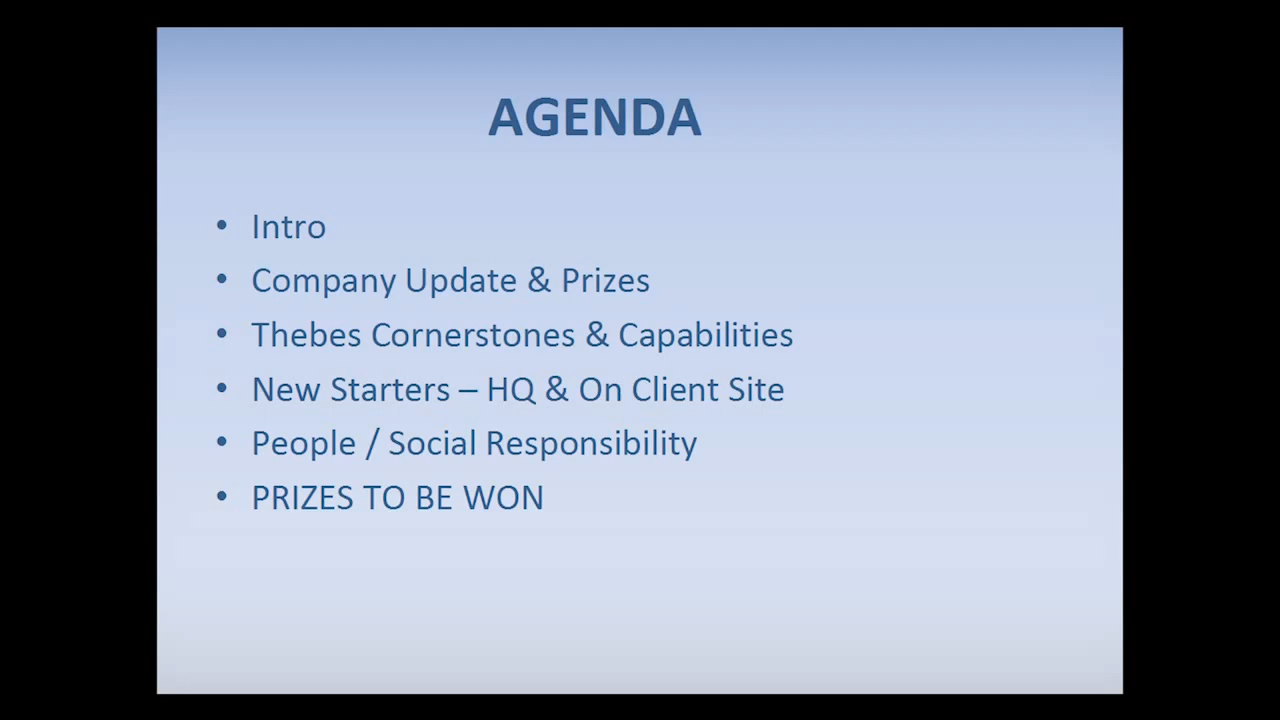 AGENDA
• Intro
• Company Update & Prizes
• Thebes Cornerstones & Capabilities
• New Starters – HQ & On Client Site
• People / Social Responsibility
• PRIZES TO BE WON